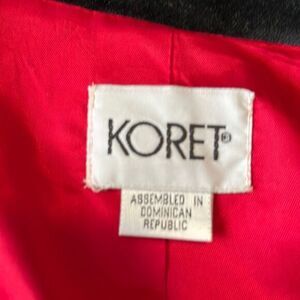 KORET®
ASSEMBLED IN
DOMINICAN
REPUBLIC